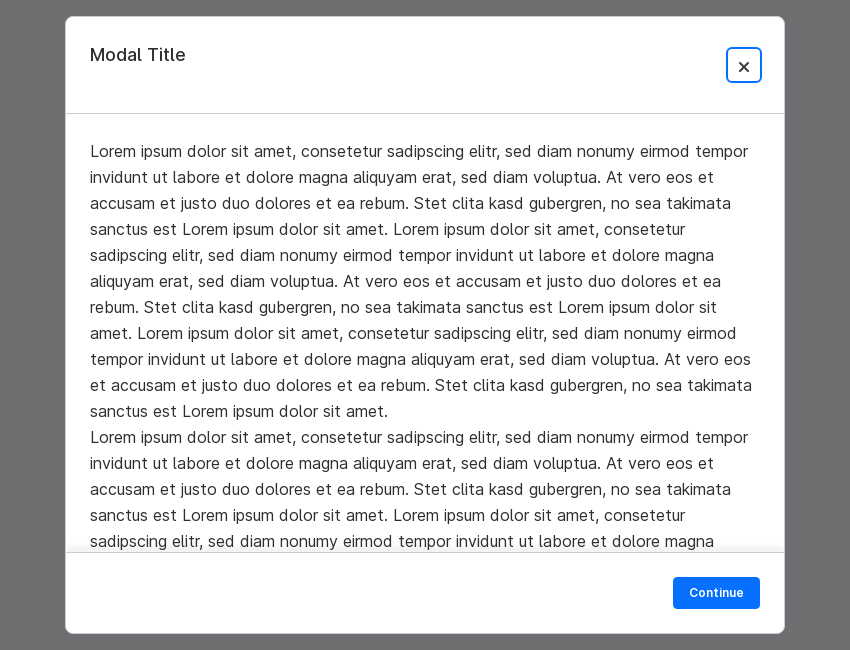 Modal Title
Lorem ipsum dolor sit amet, consetetur sadipscing elitr, sed diam nonumy eirmod tempor
invidunt ut labore et dolore magna aliquyam erat, sed diam voluptua. At vero eos et
accusam et justo duo dolores et ea rebum. Stet clita kasd gubergren, no sea takimata
sanctus est Lorem ipsum dolor sit amet. Lorem ipsum dolor sit amet, consetetur
sadipscing elitr, sed diam nonumy eirmod tempor invidunt ut labore et dolore magna
aliquyam erat, sed diam voluptua. At vero eos et accusam et justo duo dolores et ea
rebum. Stet clita kasd gubergren, no sea takimata sanctus est Lorem ipsum dolor sit
amet. Lorem ipsum dolor sit amet, consetetur sadipscing elitr, sed diam nonumy eirmod
tempor invidunt ut labore et dolore magna aliquyam erat, sed diam voluptua. At vero eos
et accusam et justo duo dolores et ea rebum. Stet clita kasd gubergren, no sea takimata
sanctus est Lorem ipsum dolor sit amet.
Lorem ipsum dolor sit amet, consetetur sadipscing elitr, sed diam nonumy eirmod tempor
invidunt ut labore et dolore magna aliquyam erat, sed diam voluptua. At vero eos et
accusam et justo duo dolores et ea rebum. Stet clita kasd gubergren, no sea takimata
sanctus est Lorem ipsum dolor sit amet. Lorem ipsum dolor sit amet, consetetur
sadipscing elitr, sed diam nonumy eirmod tempor invidunt ut labore et dolore magna
Continue